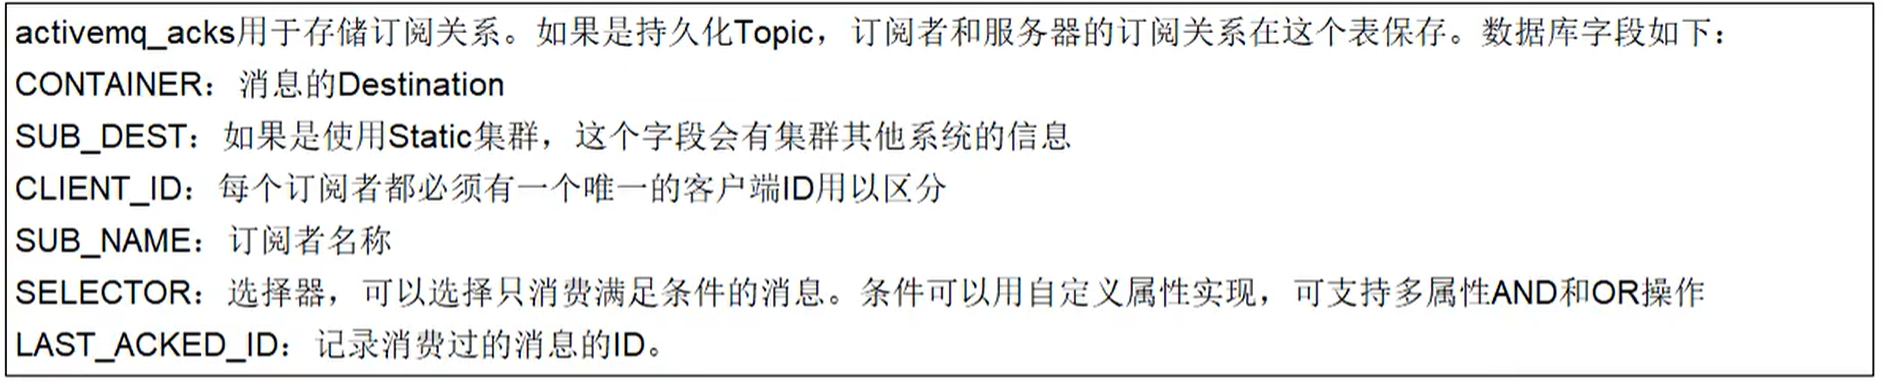 activemq_acks用于存储订阅关系。如果是持久化Topic，订阅者和服务器的订阅关系在这个表保存。数据库字段如下：
CONTAINER：消息的Destination
SUB_DEST：如果是使用Static集群，这个字段会有集群其他系统的信息
CLIENT_ID：每个订阅者都必须有一个唯一的客户端ID用以区分
SUB_NAME：订阅者名称
SELECTOR：选择器，可以选择只消费满足条件的消息。条件可以用自定义属性实现，可支持多属性AND和OR操作
LAST_ACKED_ID：记录消费过的消息的ID。